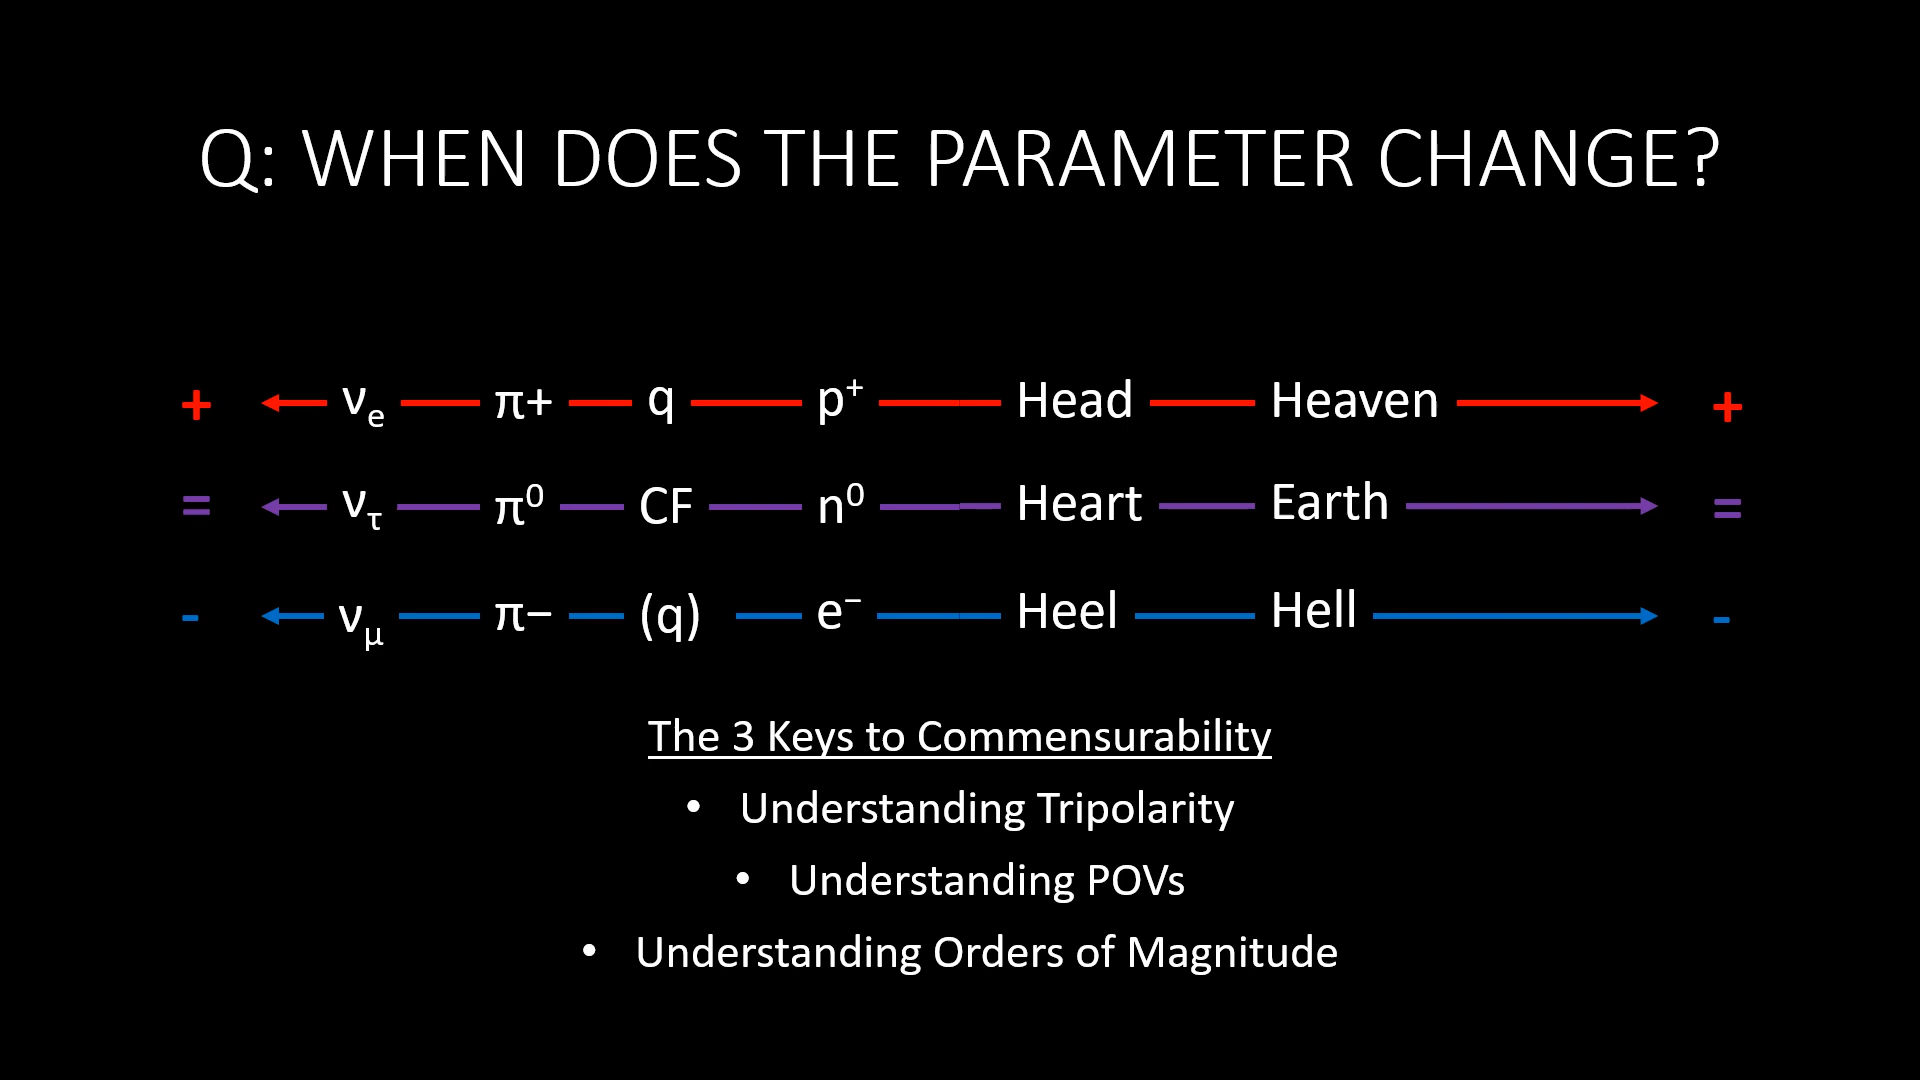 Q: WHEN DOES THE PARAMETER CHANGE?
+ νe π+ q p⁺ Head Heaven +
= ντ π⁰ CF n⁰ Heart Earth =
- νμ π− (q) e⁻ Heel Hell -
The 3 Keys to Commensurability
• Understanding Tripolarity
• Understanding POVs
• Understanding Orders of Magnitude